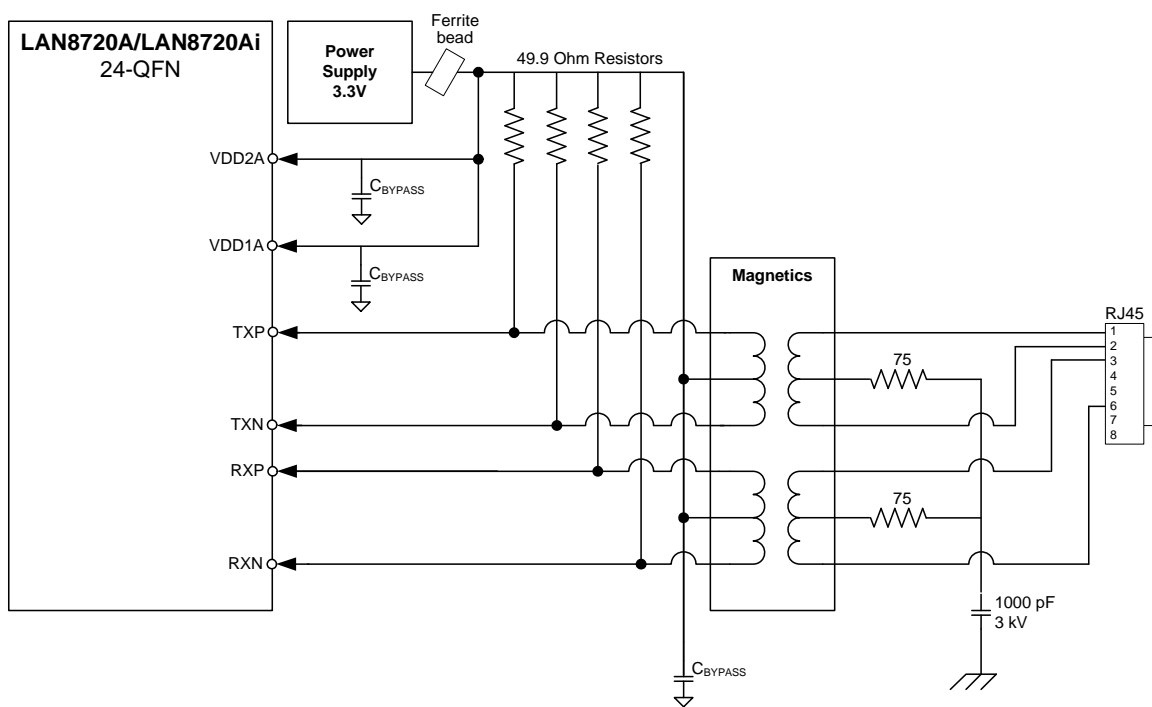 LAN8720A/LAN8720Ai
24-QFN
Power
Supply
3.3V
Ferrite
bead
49.9 Ohm Resistors
VDD2A
CBYPASS
VDD1A
CBYPASS
TXP
TXN
RXP
RXN
Magnetics
75
75
RJ45
1
2
3
4
5
6
7
8
1000 pF
3 kV
CBYPASS